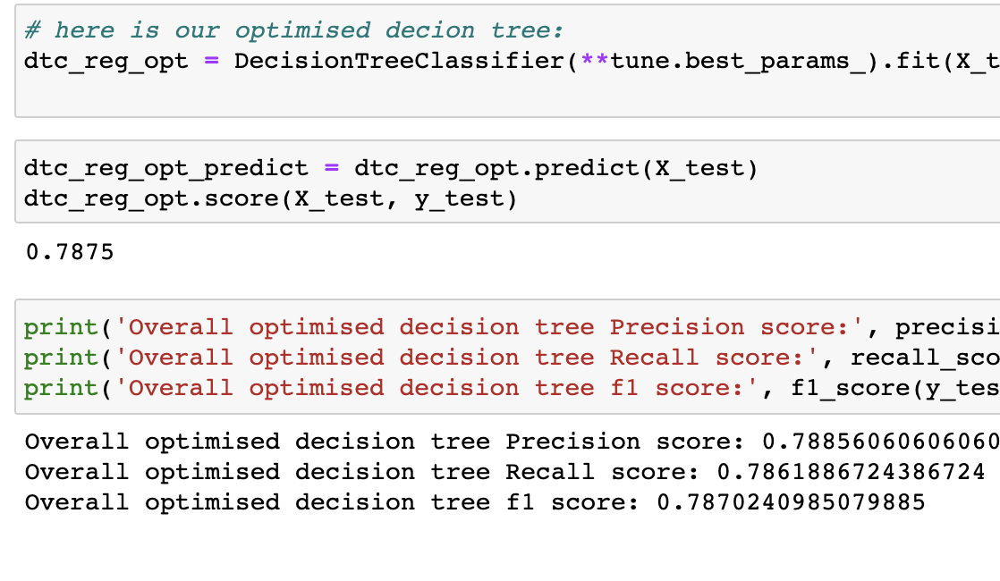 # here is our optimised decion tree:
dtc_reg_opt = DecisionTreeClassifier(**tune.best_params_).fit(X_t
dtc_reg_opt_predict = dtc_reg_opt.predict(X_test)
dtc_reg_opt.score(X_test, y_test)
0.7875
print('Overall optimised decision tree Precision score:', precisi
print('Overall optimised decision tree Recall score:', recall_sco
print('Overall optimised decision tree f1 score:', f1_score(y_tes
Overall optimised decision tree Precision score: 0.78856060606060
Overall optimised decision tree Recall score: 0.7861886724386724
Overall optimised decision tree f1 score: 0.7870240985079885